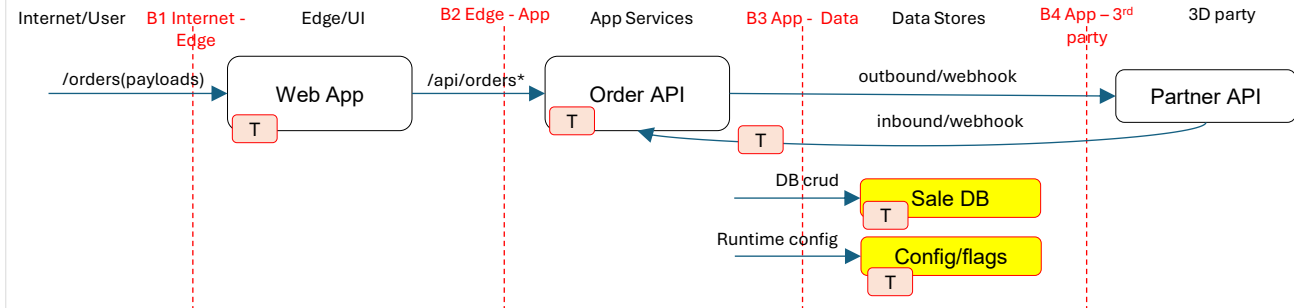 Internet/User
B1 Internet -
Edge
Edge/UI
B2 Edge - App
App Services
B3 App - Data
Data Stores
B4 App – 3rd
party
3D party
/orders(payloads)
Web App
T
/api/orders*
Order API
T
outbound/webhook
Partner API
inbound/webhook
T
DB crud
Sale DB
T
Runtime config
Config/flags
T